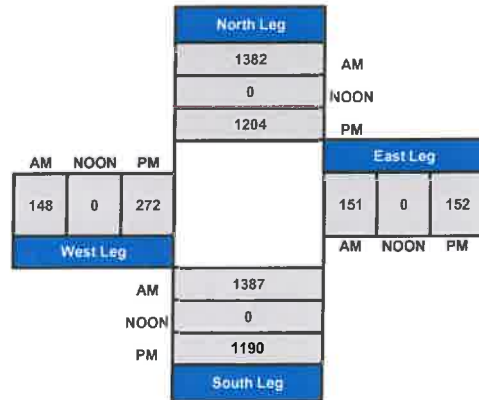 North Leg
1382 AM
0 NOON
1204 PM
AM NOON PM
East Leg
148 0 272
151 0 152
West Leg
AM NOON PM
AM 1387
NOON 0
PM 1190
South Leg